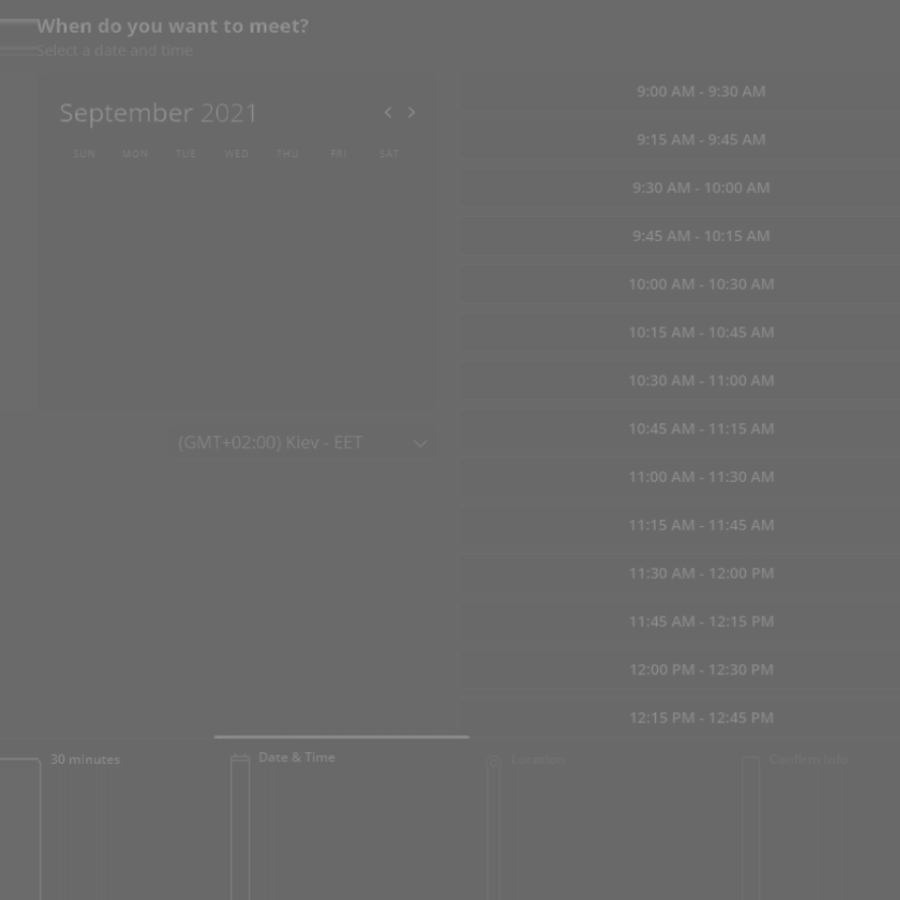 When do you want to meet?
Select a date and time
September 2021
SUN MON TUE WED THU FRI SAT
(GMT+02:00) Kiev - EET
9:00 AM - 9:30 AM
9:15 AM - 9:45 AM
9:30 AM - 10:00 AM
9:45 AM - 10:15 AM
10:00 AM - 10:30 AM
10:15 AM - 10:45 AM
10:30 AM - 11:00 AM
10:45 AM - 11:15 AM
11:00 AM - 11:30 AM
11:15 AM - 11:45 AM
11:30 AM - 12:00 PM
11:45 AM - 12:15 PM
12:00 PM - 12:30 PM
12:15 PM - 12:45 PM
30 minutes
Date & Time
Location
Confirm Info